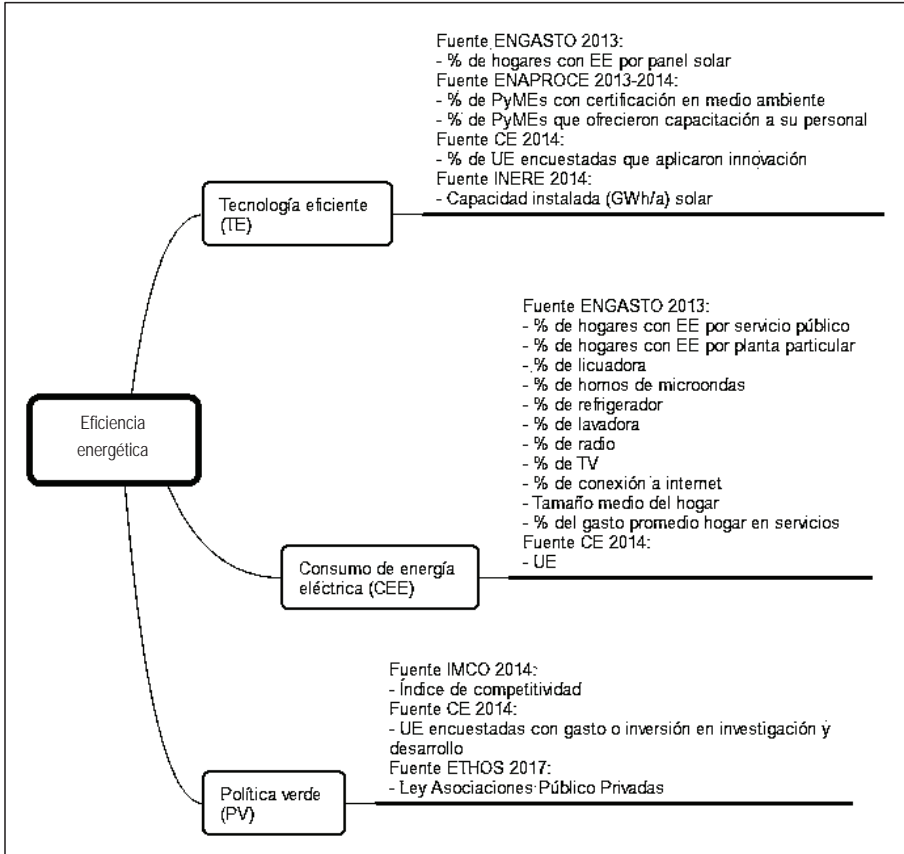 Fuente ENGASTO 2013:
- % de hogares con EE por panel solar
Fuente ENAPROCE 2013-2014:
- % de PyMEs con certificación en medio ambiente
- % de PyMEs que ofrecieron capacitación a su personal
Fuente CE 2014:
- % de UE encuestadas que aplicaron innovación
Fuente INERE 2014:
- Capacidad instalada (GWh/a) solar
Tecnología eficiente
(TE)
Fuente ENGASTO 2013:
- % de hogares con EE por servicio público
- % de hogares con EE por planta particular
- % de licuadora
- % de hornos de microondas
- % de refrigerador
- % de lavadora
- % de radio
- % de TV
- % de conexión a internet
- Tamaño medio del hogar
- % del gasto promedio hogar en servicios
Fuente CE 2014:
- UE
Eficiencia
energética
Consumo de energía
eléctrica (CEE)
Fuente IMCO 2014:
- Índice de competitividad
Fuente CE 2014:
- UE encuestadas con gasto o inversión en investigación y
desarrollo
Fuente ETHOS 2017:
- Ley Asociaciones Público Privadas
Política verde
(PV)